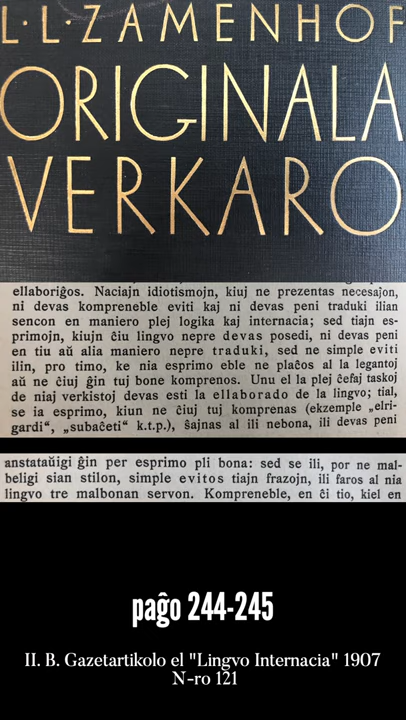 L·L·ZAMENHOF
ORIGINALA
VERKARO
ellaboriĝos. Naciajn idiotismojn, kiuj ne prezentas necesaĵon,
ni devas kompreneble eviti kaj ni devas peni traduki ilian
sencon en maniero plej logika kaj internacia; sed tiajn es-
primojn, kiujn ĉiu lingvo nepre devas posedi, ni devas peni
en tiu aŭ alia maniero nepre traduki, sed ne simple eviti
ilin, pro timo, ke nia esprimo eble ne plaĉos al la legantoj
aŭ ne ĉiuj ĝin tuj bone komprenos. Unu el la plej ĉefaj taskoj
de niaj verkistoj devas esti la ellaborado de la lingvo; tial,
se ia esprimo, kiun ne ĉiuj tuj komprenas (ekzemple „elri-
gardi“, „subaĉeti“ k.t.p.), ŝajnas al ili nebona, ili devas peni
anstataŭigi ĝin per esprimo pli bona: sed se ili, por ne mal-
beligi sian stilon, simple evitos tiajn frazojn, ili faros al nia
lingvo tre malbonan servon. Kompreneble, en ĉi tio, kiel en
paĝo 244-245
II. B. Gazetartikolo el "Lingvo Internacia" 1907
N-ro 121